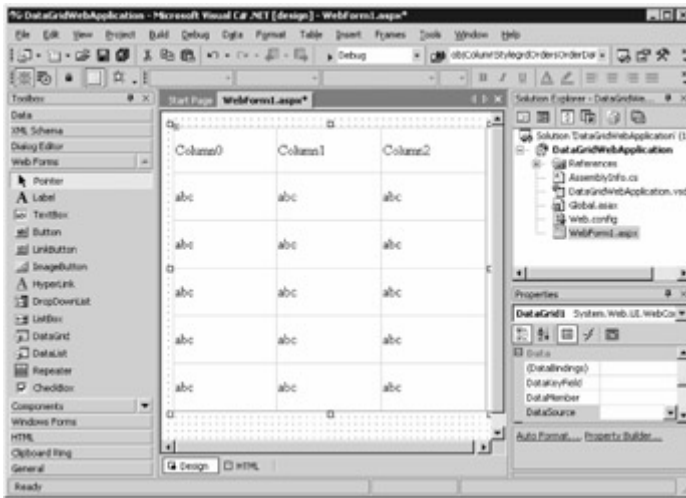 DataGridWebApplication - Microsoft Visual C# .NET [design] - WebForm1.aspx*
File Edit View Project Build Debug Data Format Table Insert Frames Tools Window Help
Debug
Toolbox
Data
XML Schema
Dialog Editor
Web Forms
Pointer
Label
TextBox
Button
LinkButton
ImageButton
HyperLink
DropDownList
ListBox
DataGrid
DataList
Repeater
CheckBox
Components
Windows Forms
HTML
Clipboard Ring
General
Start Page WebForm1.aspx*
Column0 Column1 Column2
abc abc abc
abc abc abc
abc abc abc
abc abc abc
abc abc abc
Design HTML
Solution Explorer - DataGridWe...
Solution 'DataGridWebApplication' (1
DataGridWebApplication
References
AssemblyInfo.cs
DataGridWebApplication.vsd
Global.asax
Web.config
WebForm1.aspx
Properties
DataGrid1 System.Web.UI.WebCo
Data
(DataBindings)
DataKeyField
DataMember
DataSource
Auto Format..., Property Builder...
Ready